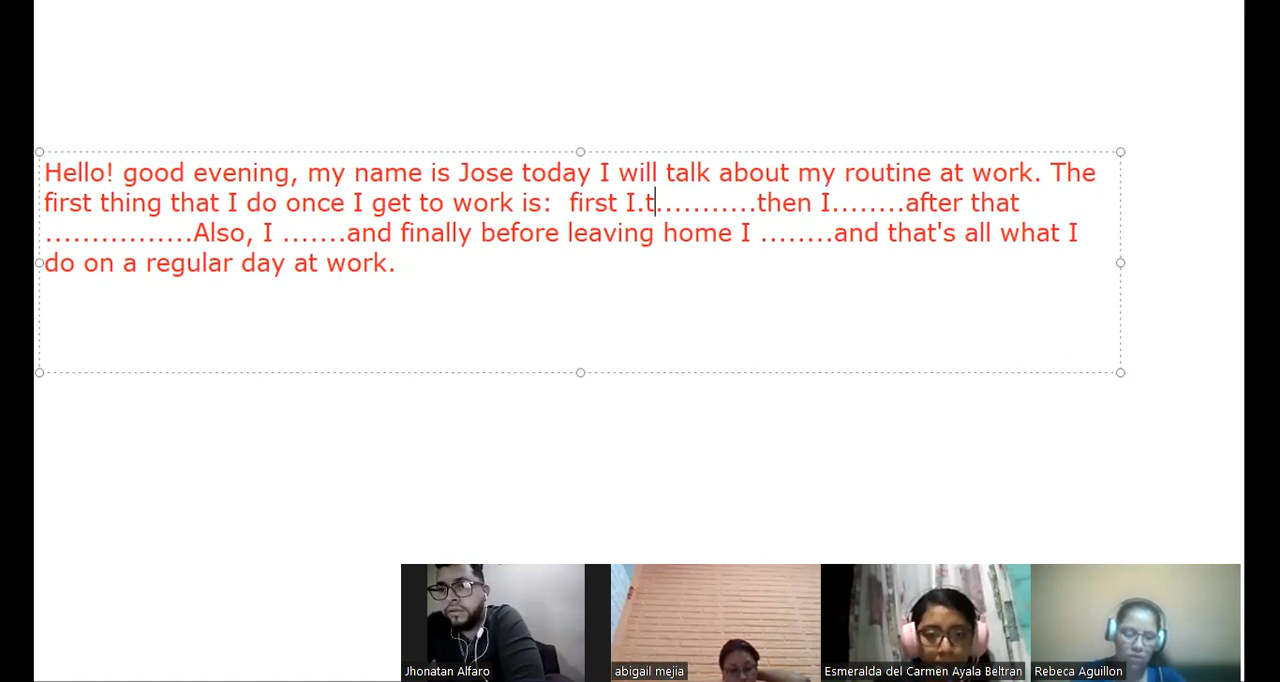 Hello! good evening, my name is Jose today I will talk about my routine at work. The
first thing that I do once I get to work is:  first I.t...........then I........after that
................Also, I .......and finally before leaving home I ........and that's all what I
do on a regular day at work.
Jhonatan Alfaro
abigail mejia
Esmeralda del Carmen Ayala Beltran
Rebeca Aguillon